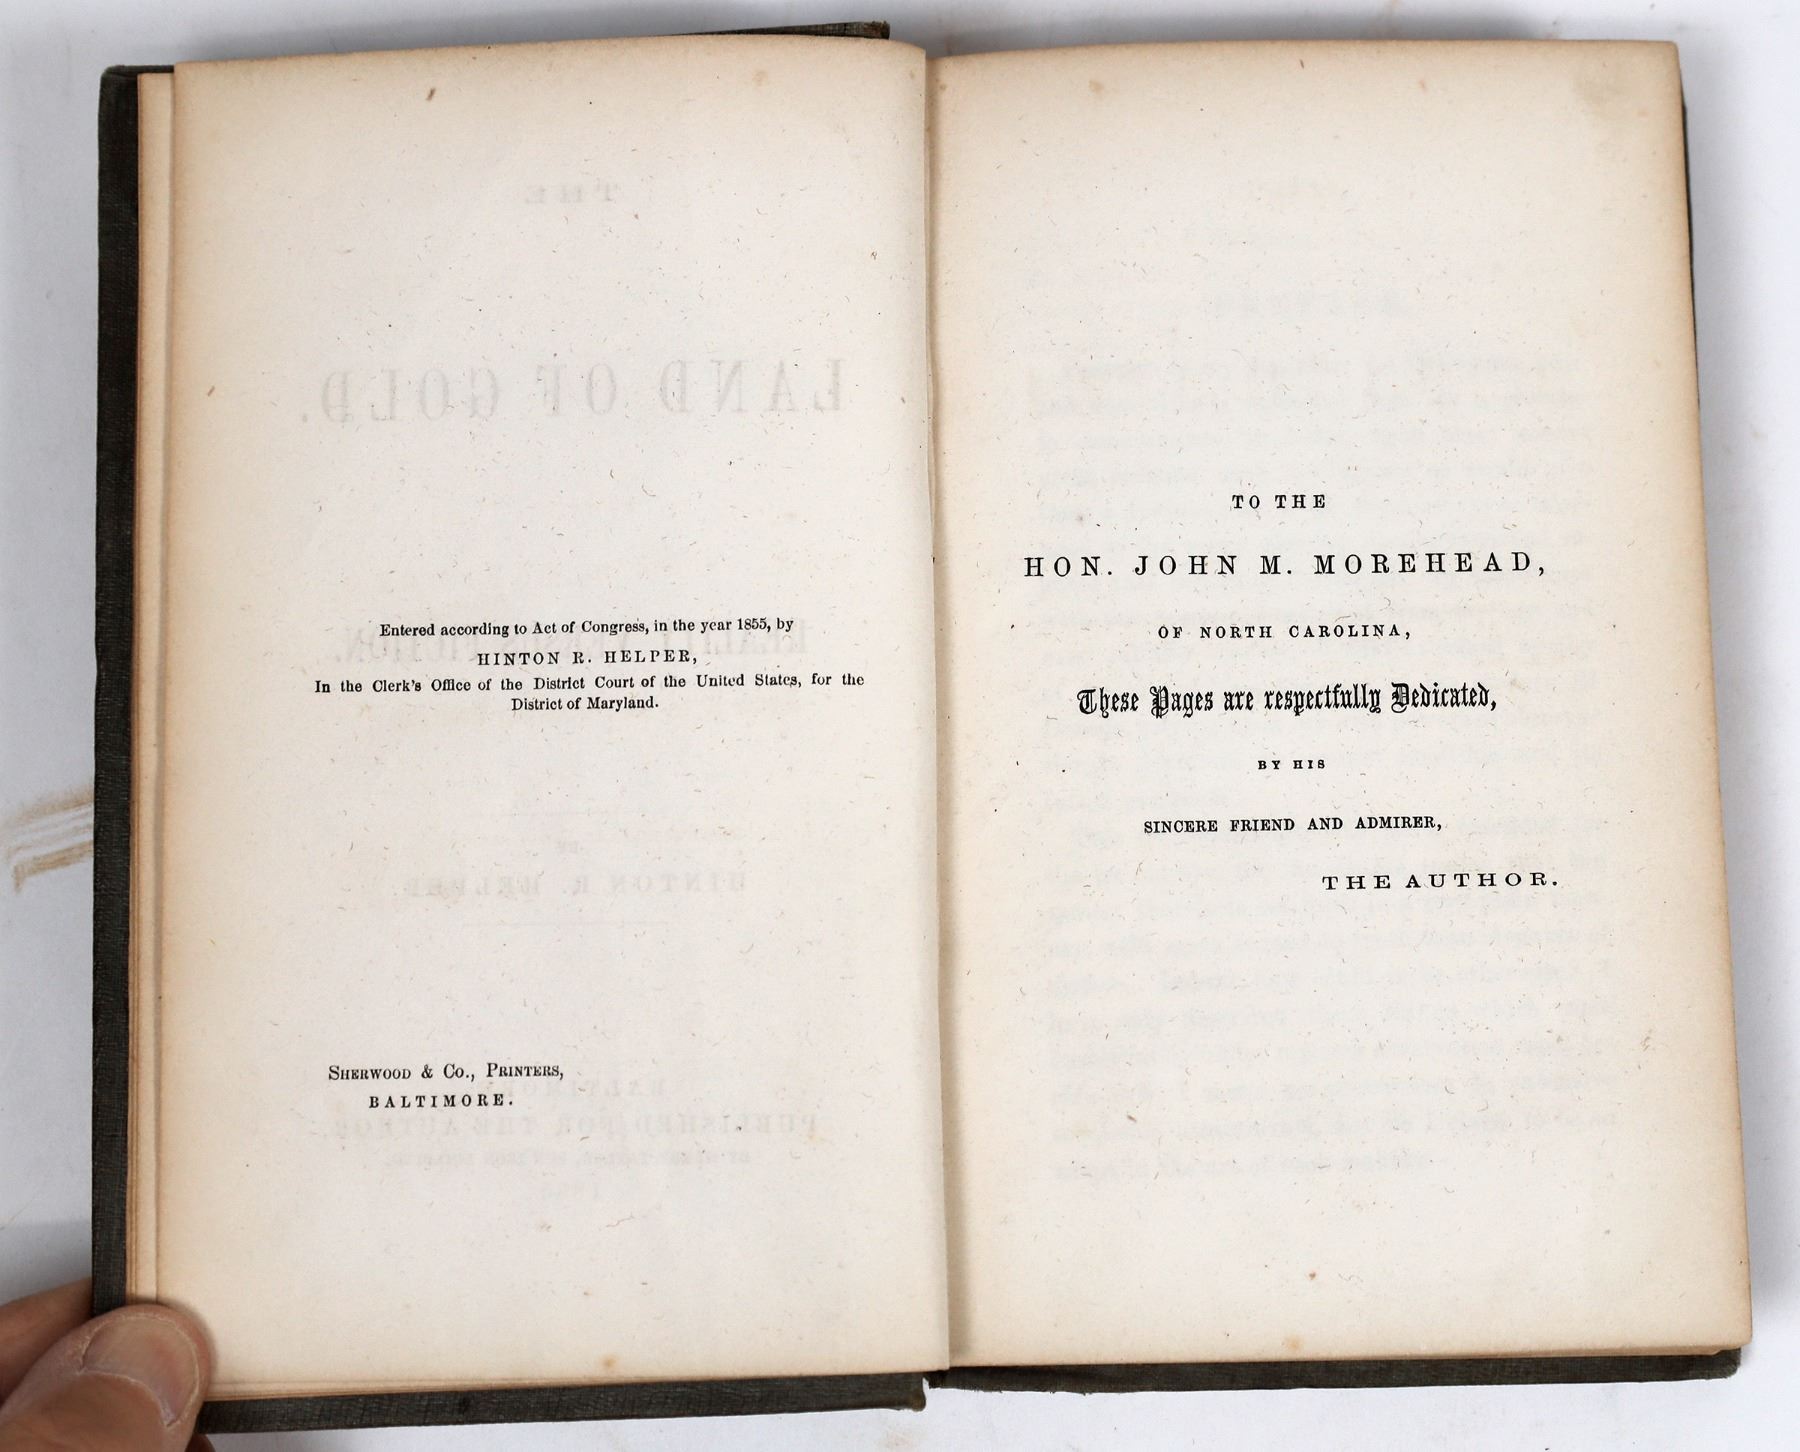 Entered according to Act of Congress, in the year 1855, by
HINTON R. HELPER,
In the Clerk's Office of the District Court of the United States, for the
District of Maryland.
SHERWOOD & CO., PRINTERS,
BALTIMORE.
TO THE
HON. JOHN M. MOREHEAD,
OF NORTH CAROLINA,
These Pages are respectfully Dedicated,
BY HIS
SINCERE FRIEND AND ADMIRER,
THE AUTHOR.